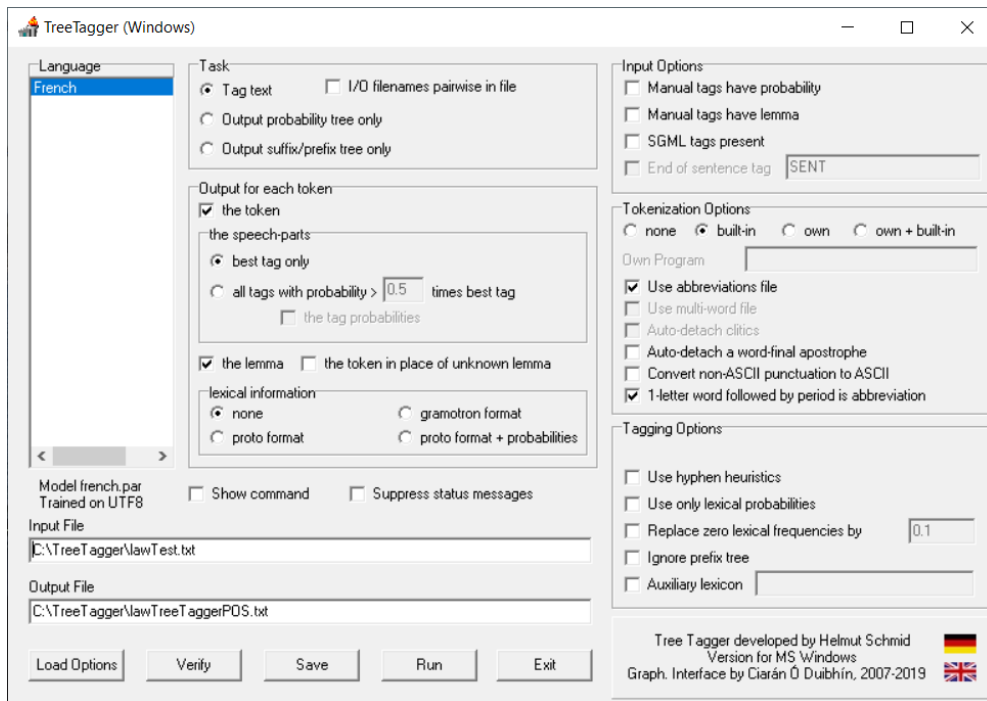 TreeTagger (Windows)
Language
French
Model french.par
Trained on UTF8
Task
Tag text
I/O filenames pairwise in file
Output probability tree only
Output suffix/prefix tree only
Output for each token
the token
the speech-parts
best tag only
all tags with probability > 0.5 times best tag
the tag probabilities
the lemma
the token in place of unknown lemma
lexical information
none
gramotron format
proto format
proto format + probabilities
Show command
Suppress status messages
Input File
C:\TreeTagger\lawTest.txt
Output File
C:\TreeTagger\lawTreeTaggerPOS.txt
Load Options
Verify
Save
Run
Exit
Input Options
Manual tags have probability
Manual tags have lemma
SGML tags present
End of sentence tag SENT
Tokenization Options
none built-in own own + built-in
Own Program
Use abbreviations file
Use multi-word file
Auto-detach clitics
Auto-detach a word-final apostrophe
Convert non-ASCII punctuation to ASCII
1-letter word followed by period is abbreviation
Tagging Options
Use hyphen heuristics
Use only lexical probabilities
Replace zero lexical frequencies by 0.1
Ignore prefix tree
Auxiliary lexicon
Tree Tagger developed by Helmut Schmid
Version for MS Windows
Graph. Interface by Ciarán Ó Duibhín, 2007-2019